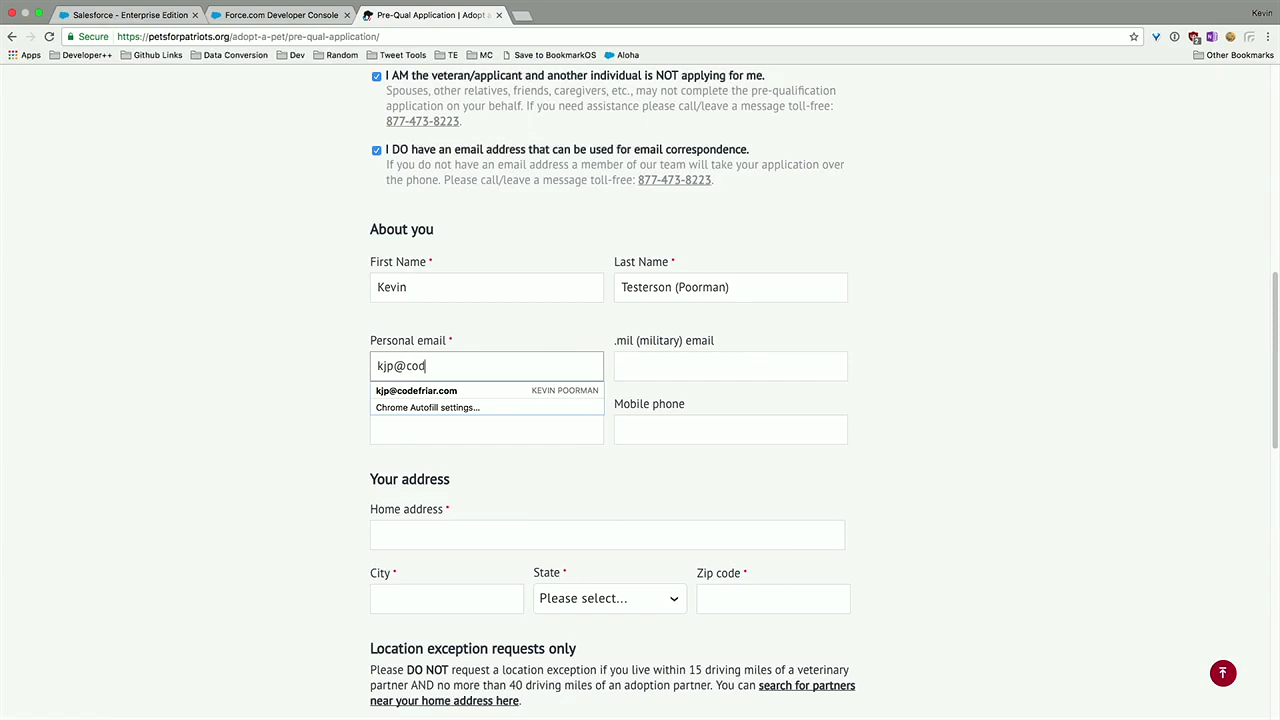 Salesforce - Enterprise Edition
Force.com Developer Console
Pre-Qual Application | Adopt a
Kevin
Secure https://petsforpatriots.org/adopt-a-pet/pre-qual-application/
Apps Developer++ Github Links Data Conversion Dev Random Tweet Tools TE MC Save to BookmarkOS Aloha Other Bookmarks
I AM the veteran/applicant and another individual is NOT applying for me.
Spouses, other relatives, friends, caregivers, etc., may not complete the pre-qualification
application on your behalf. If you need assistance please call/leave a message toll-free:
877-473-8223.
I DO have an email address that can be used for email correspondence.
If you do not have an email address a member of our team will take your application over
the phone. Please call/leave a message toll-free: 877-473-8223.
About you
First Name * Last Name *
Kevin Testerson (Poorman)
Personal email * .mil (military) email
kjp@cod
kjp@codefriar.com KEVIN POORMAN
Chrome Autofill settings...
Mobile phone
Your address
Home address *
City * State * Zip code *
Please select...
Location exception requests only
Please DO NOT request a location exception if you live within 15 driving miles of a veterinary
partner AND no more than 40 driving miles of an adoption partner. You can search for partners
near your home address here.